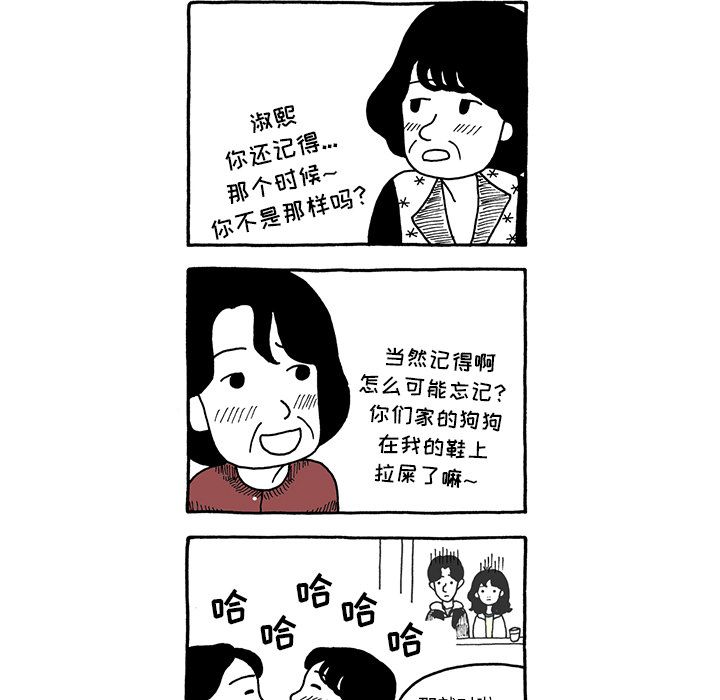 淑熙
你还记得...
那个时候~
你不是那样吗?
当然记得啊
怎么可能忘记?
你们家的狗狗
在我的鞋上
拉屎了嘛~
哈
哈
哈
哈
哈